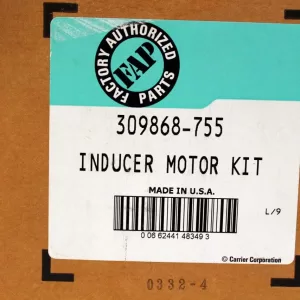 FACTORY AUTHORIZED
FAP
PARTS
309868-755
INDUCER MOTOR KIT
MADE IN U.S.A.
L/9
0 06 62441 48349 3
© Carrier Corporation
0332-4